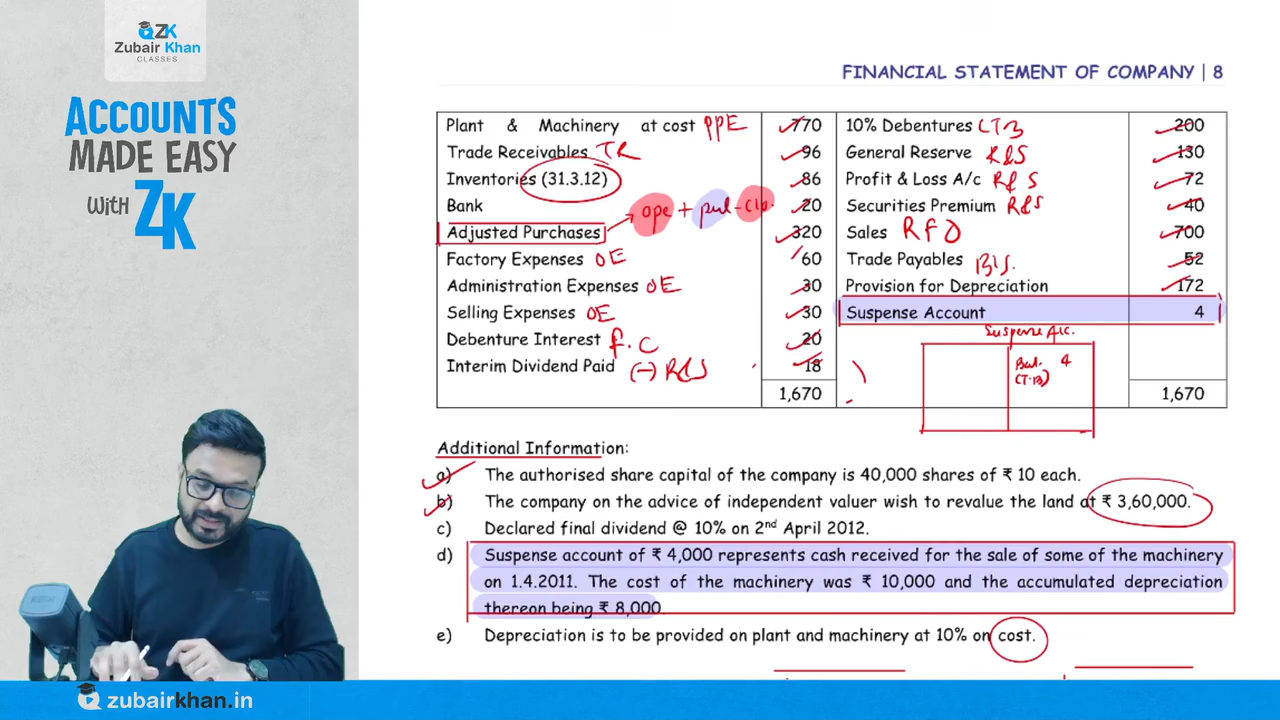 ZK
Zubair Khan
CLASSES
ACCOUNTS
MADE EASY
WITH ZK
FINANCIAL STATEMENT OF COMPANY | 8
Plant & Machinery at cost PPE 770 10% Debentures LTB 200
Trade Receivables TR 96 General Reserve R&S 130
Inventories (31.3.12) 86 Profit & Loss A/c R&S 72
Bank 20 Securities Premium R&S 40
Adjusted Purchases ope + pur - clo. 320 Sales RFO 700
Factory Expenses OE 60 Trade Payables B/S. 52
Administration Expenses OE 30 Provision for Depreciation 172
Selling Expenses OE 30 Suspense Account 4
Debenture Interest F.C 20 Suspense A/c.
Interim Dividend Paid (-) R&S 18 Bal. 4
(T.B)
1,670 1,670
Additional Information:
a) The authorised share capital of the company is 40,000 shares of ₹ 10 each.
b) The company on the advice of independent valuer wish to revalue the land at ₹ 3,60,000.
c) Declared final dividend @ 10% on 2nd April 2012.
d) Suspense account of ₹ 4,000 represents cash received for the sale of some of the machinery
on 1.4.2011. The cost of the machinery was ₹ 10,000 and the accumulated depreciation
thereon being ₹ 8,000.
e) Depreciation is to be provided on plant and machinery at 10% on cost.
zubairkhan.in